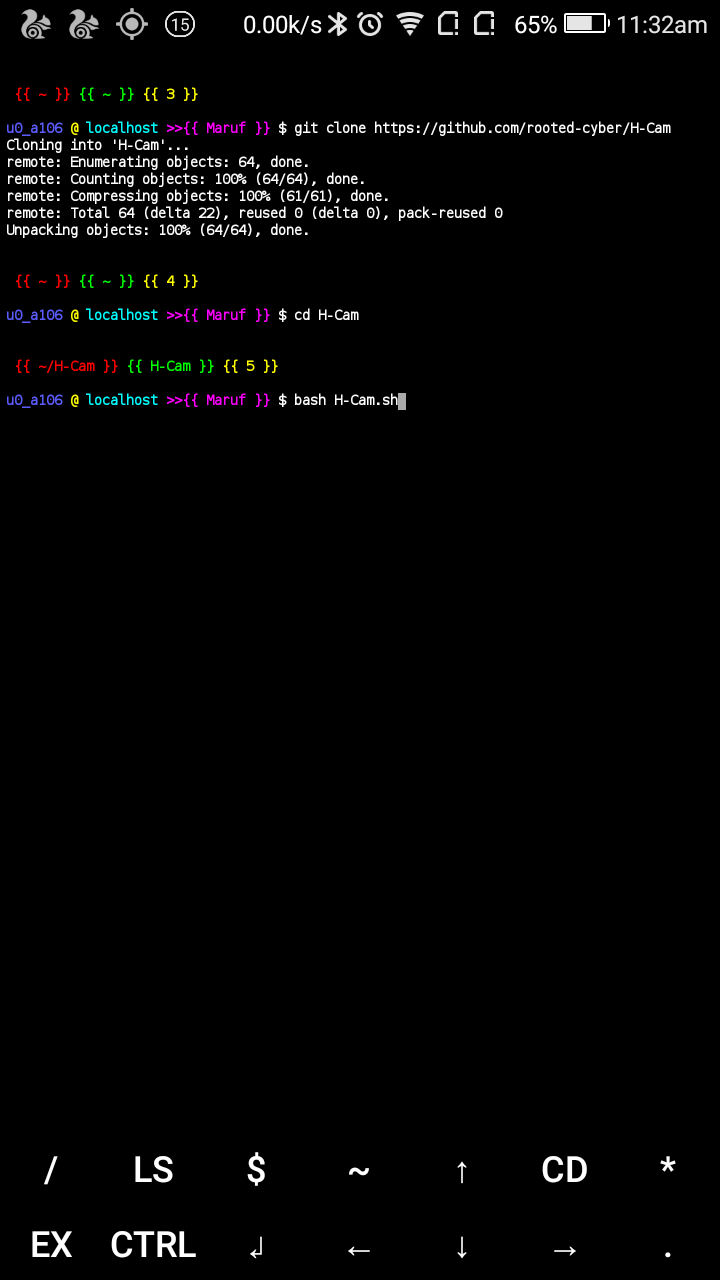 15 0.00k/s 65% 11:32am
{{ ~ }} {{ ~ }} {{ 3 }}
u0_a106 @ localhost >>{{ Maruf }} $ git clone https://github.com/rooted-cyber/H-Cam
Cloning into 'H-Cam'...
remote: Enumerating objects: 64, done.
remote: Counting objects: 100% (64/64), done.
remote: Compressing objects: 100% (61/61), done.
remote: Total 64 (delta 22), reused 0 (delta 0), pack-reused 0
Unpacking objects: 100% (64/64), done.
{{ ~ }} {{ ~ }} {{ 4 }}
u0_a106 @ localhost >>{{ Maruf }} $ cd H-Cam
{{ ~/H-Cam }} {{ H-Cam }} {{ 5 }}
u0_a106 @ localhost >>{{ Maruf }} $ bash H-Cam.sh
/ LS $ ~ ↑ CD *
EX CTRL ↲ ← ↓ → .